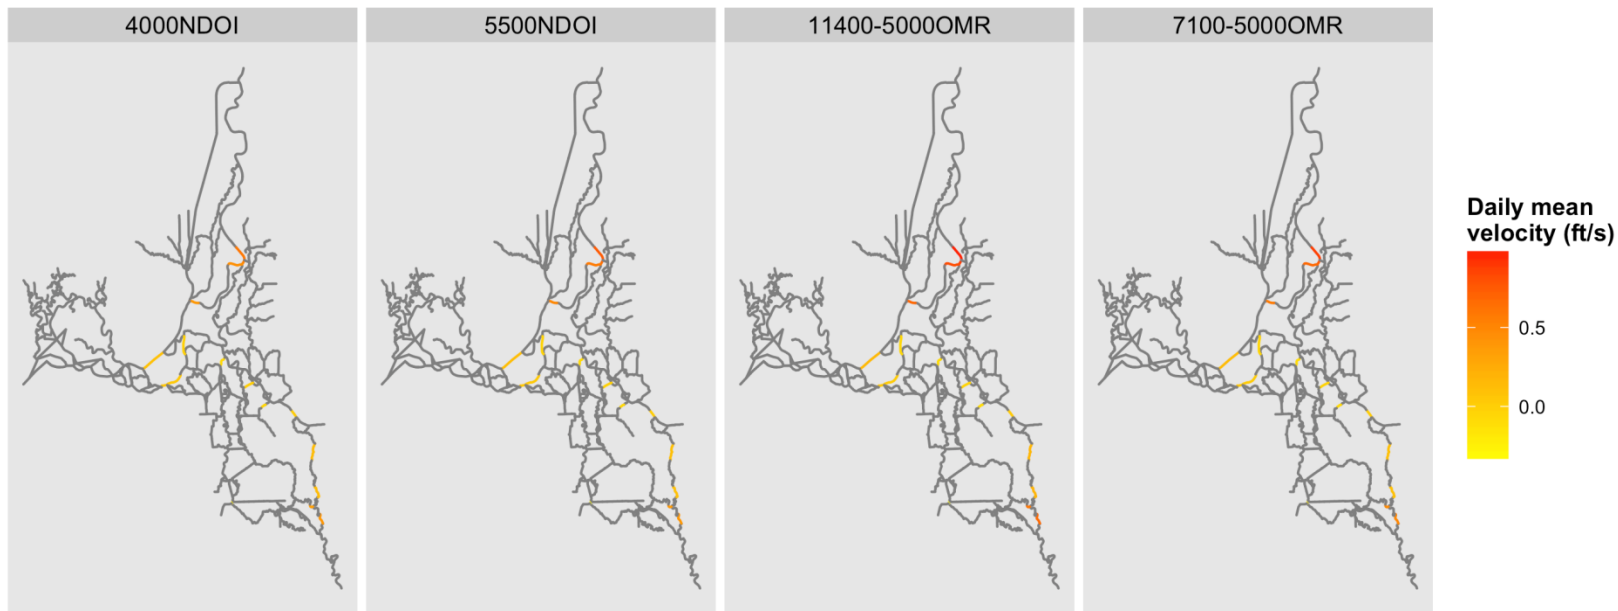 4000NDOI
5500NDOI
11400-5000OMR
7100-5000OMR
Daily mean
velocity (ft/s)
0.5
0.0